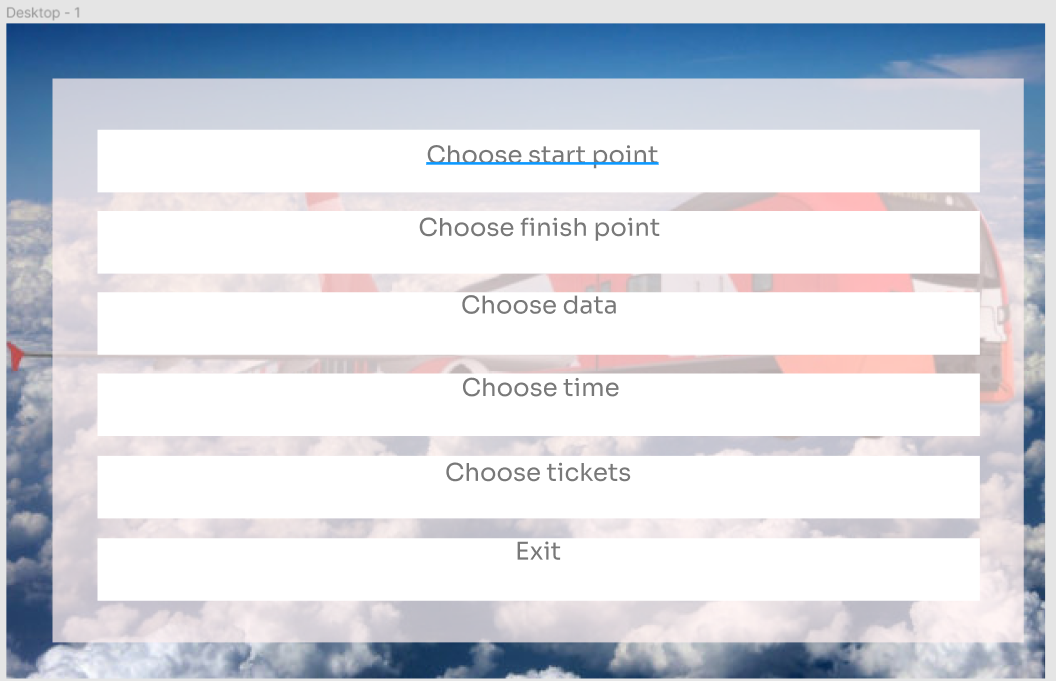 Desktop - 1
Choose start point
Choose finish point
Choose data
Choose time
Choose tickets
Exit